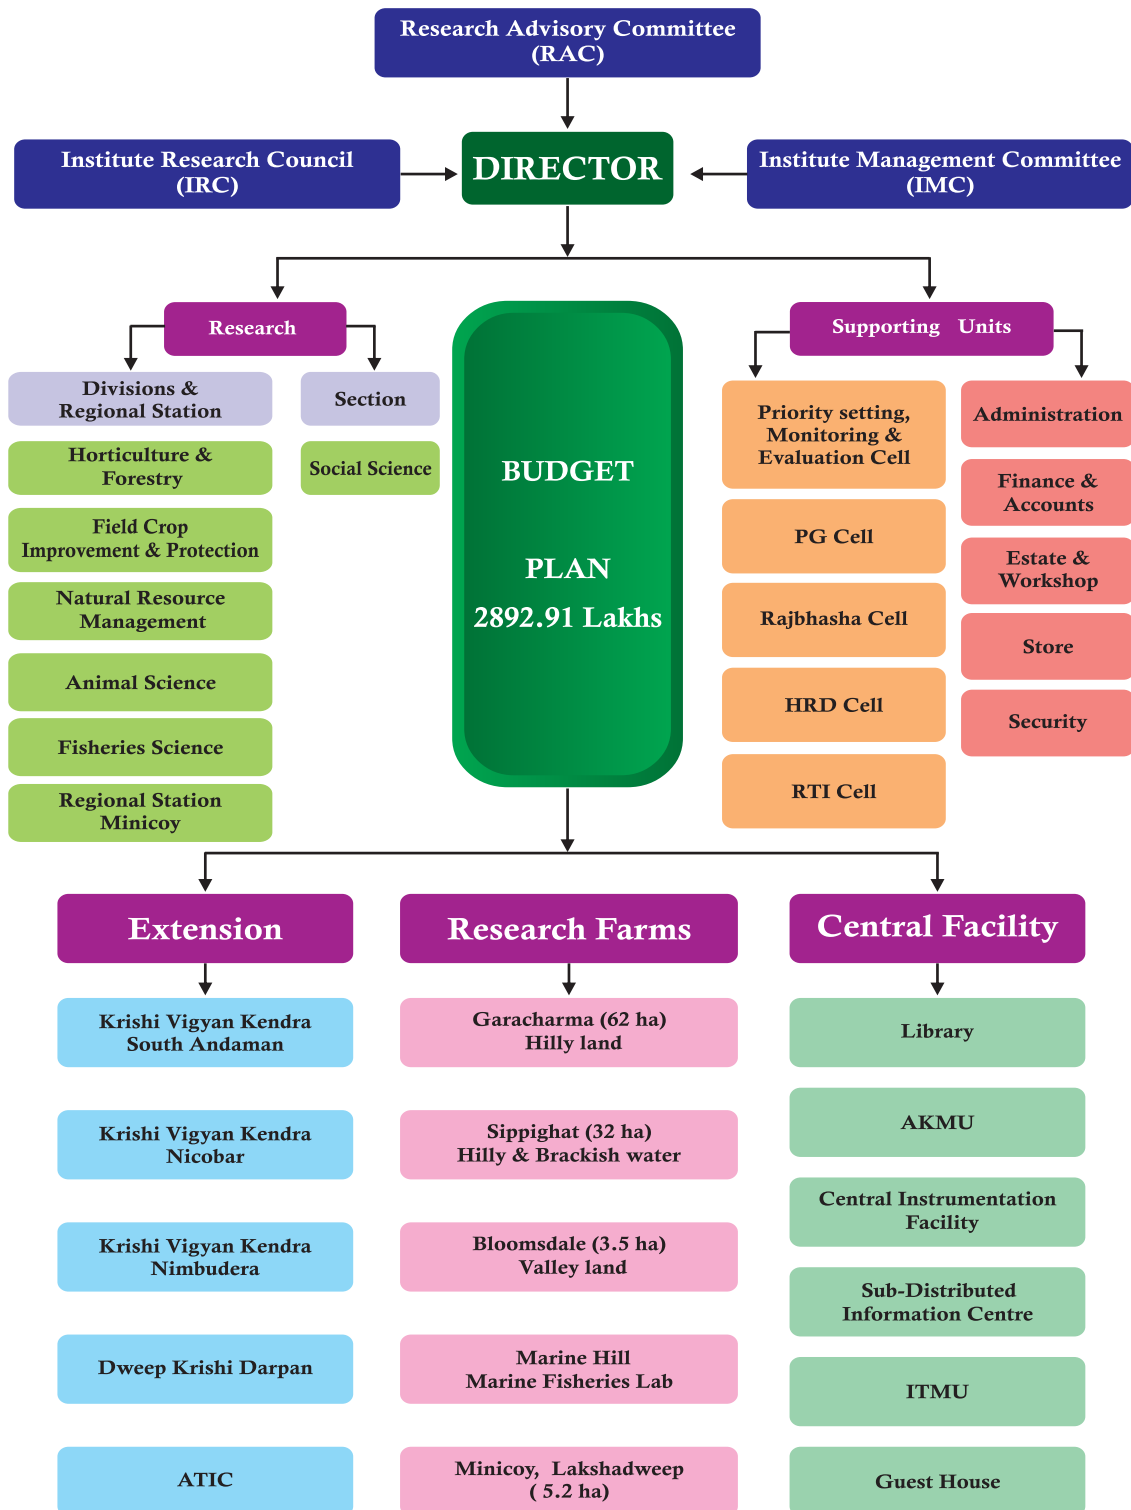 Research Advisory Committee
(RAC)
Institute Research Council
(IRC)
DIRECTOR
Institute Management Committee
(IMC)
Research
Supporting Units
Divisions &
Regional Station
Horticulture &
Forestry
Field Crop
Improvement & Protection
Natural Resource
Management
Animal Science
Fisheries Science
Regional Station
Minicoy
Section
Social Science
BUDGET
PLAN
2892.91 Lakhs
Priority setting,
Monitoring &
Evaluation Cell
PG Cell
Rajbhasha Cell
HRD Cell
RTI Cell
Administration
Finance &
Accounts
Estate &
Workshop
Store
Security
Extension
Krishi Vigyan Kendra
South Andaman
Krishi Vigyan Kendra
Nicobar
Krishi Vigyan Kendra
Nimbudera
Dweep Krishi Darpan
ATIC
Research Farms
Garacharma (62 ha)
Hilly land
Sippighat (32 ha)
Hilly & Brackish water
Bloomsdale (3.5 ha)
Valley land
Marine Hill
Marine Fisheries Lab
Minicoy, Lakshadweep
( 5.2 ha)
Central Facility
Library
AKMU
Central Instrumentation
Facility
Sub-Distributed
Information Centre
ITMU
Guest House